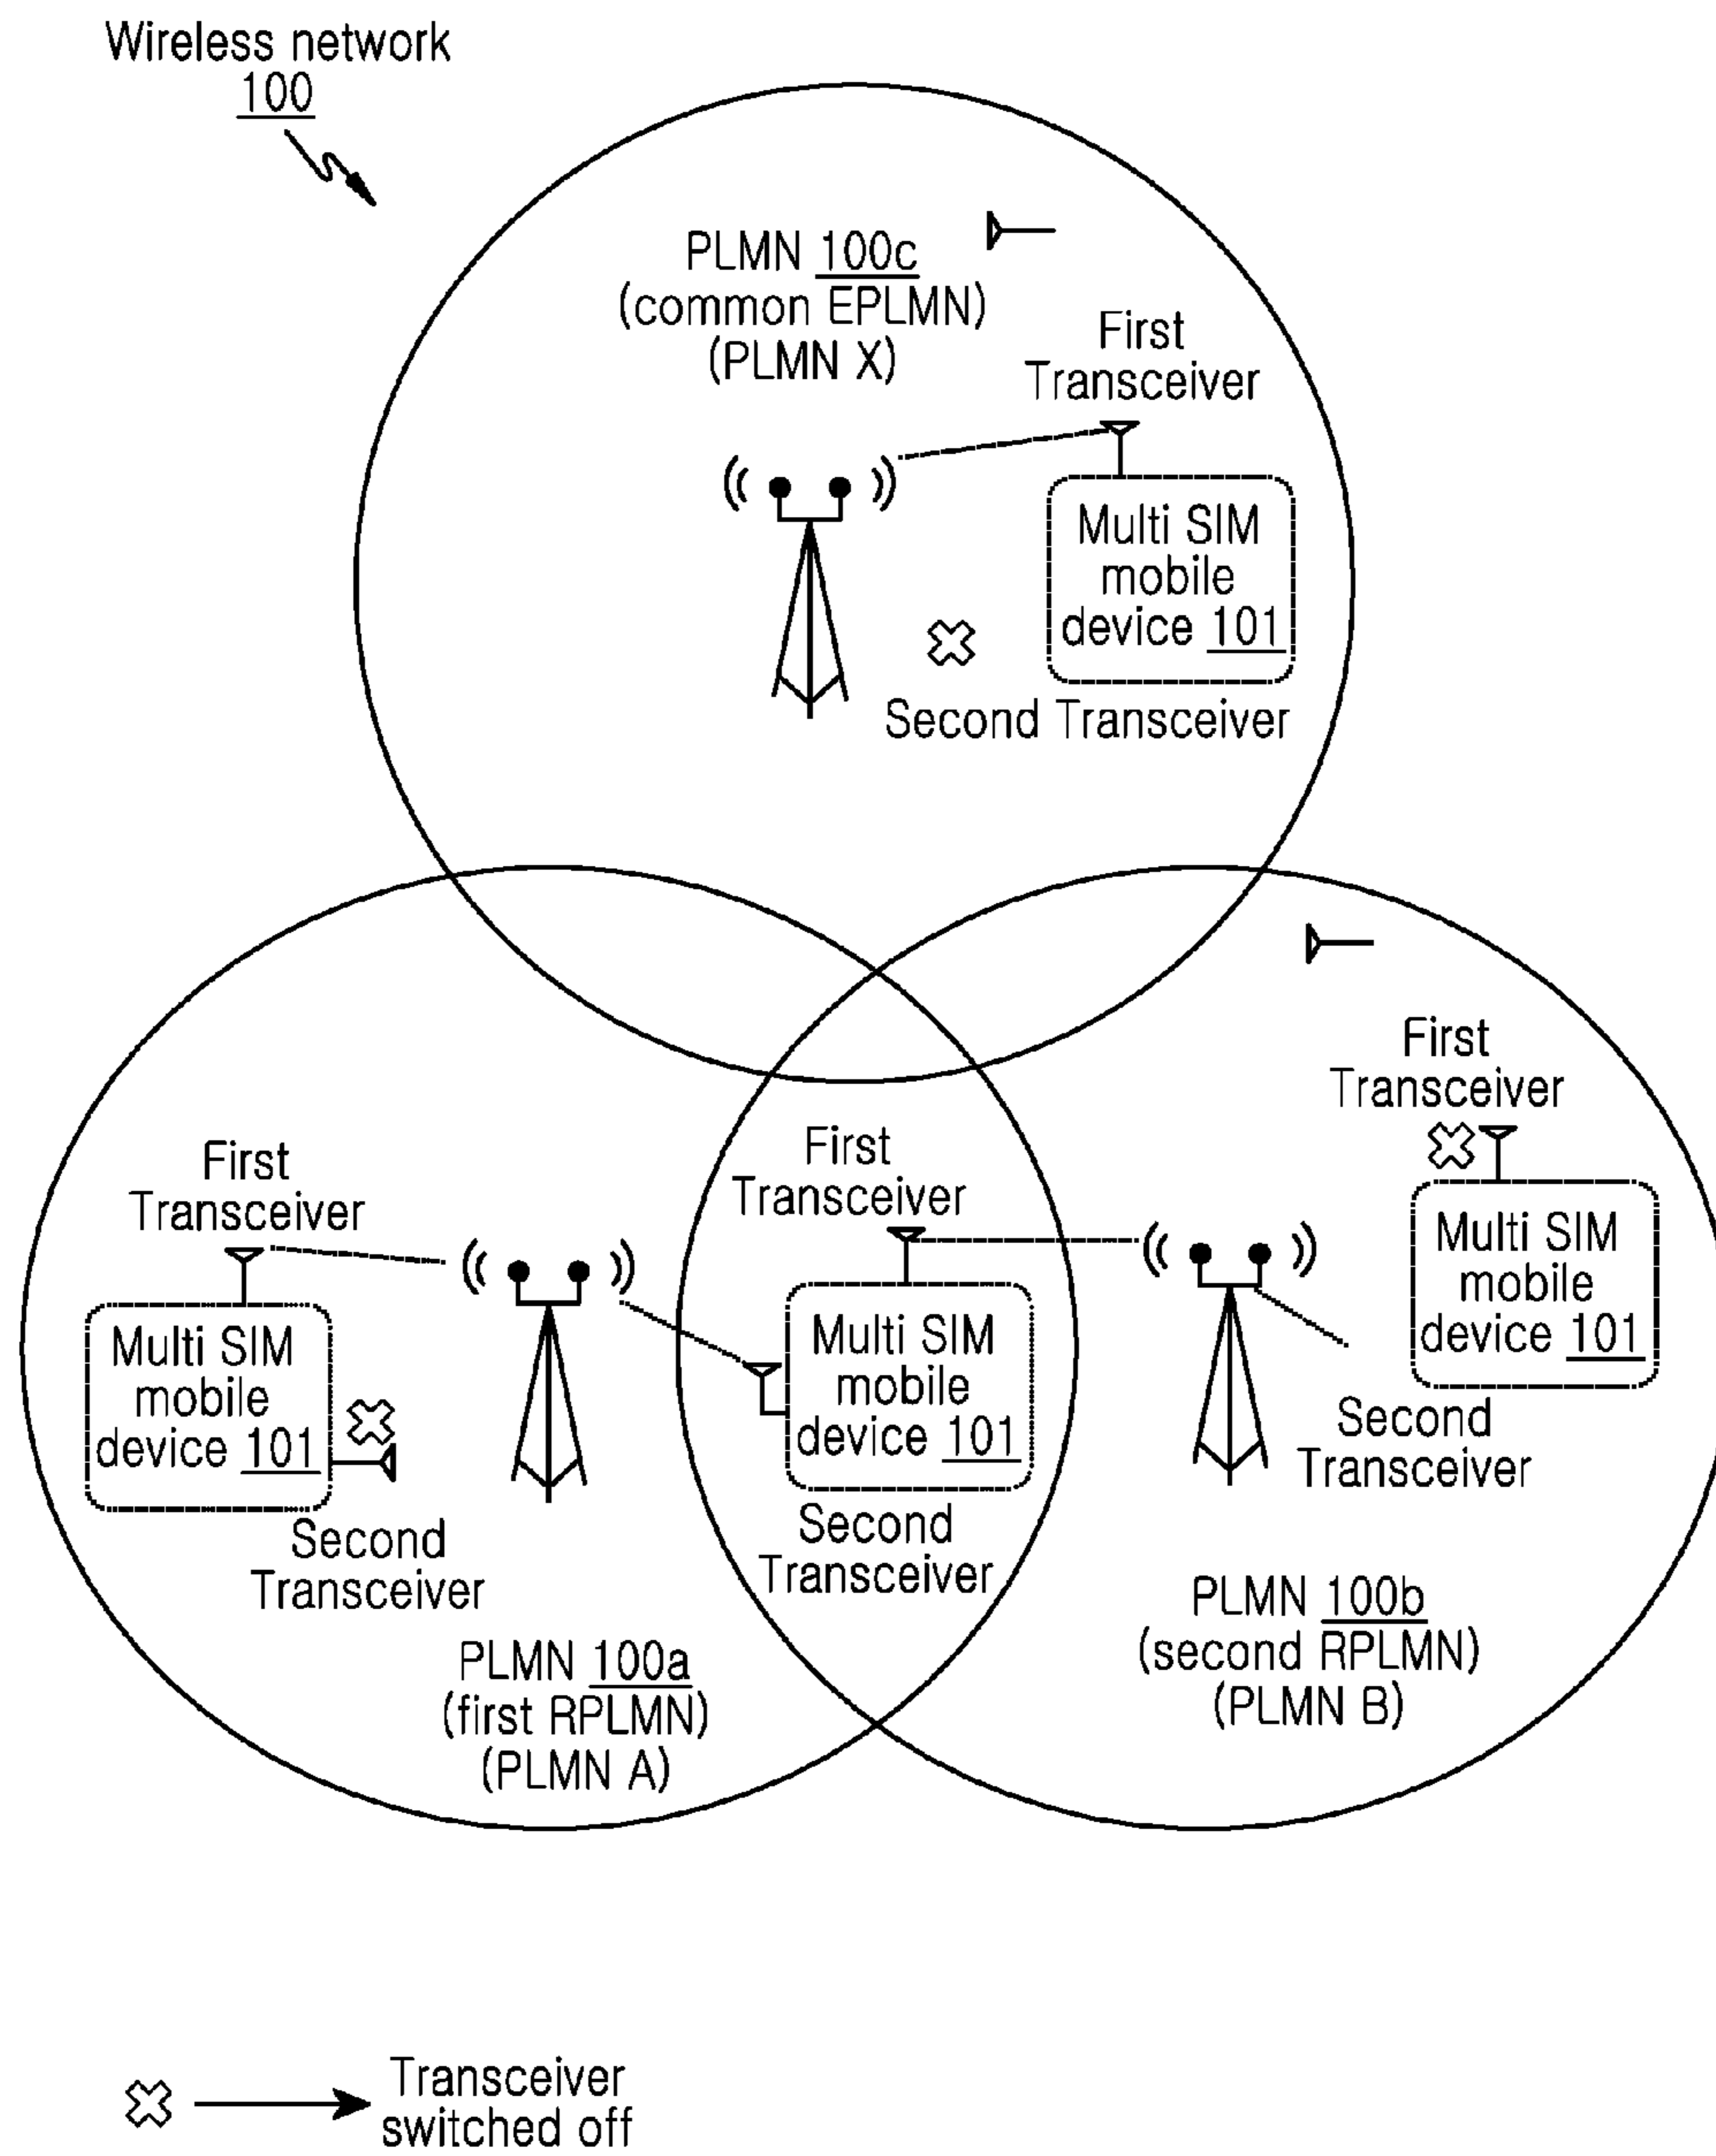 Wireless network
100
PLMN 100c
(common EPLMN)
(PLMN X)
First
Transceiver
Multi SIM
mobile
device 101
Second Transceiver
First
Transceiver
Multi SIM
mobile
device 101
Second
Transceiver
PLMN 100a
(first RPLMN)
(PLMN A)
First
Transceiver
Multi SIM
mobile
device 101
Second
Transceiver
First
Transceiver
Multi SIM
mobile
device 101
Second
Transceiver
PLMN 100b
(second RPLMN)
(PLMN B)
Transceiver
switched off